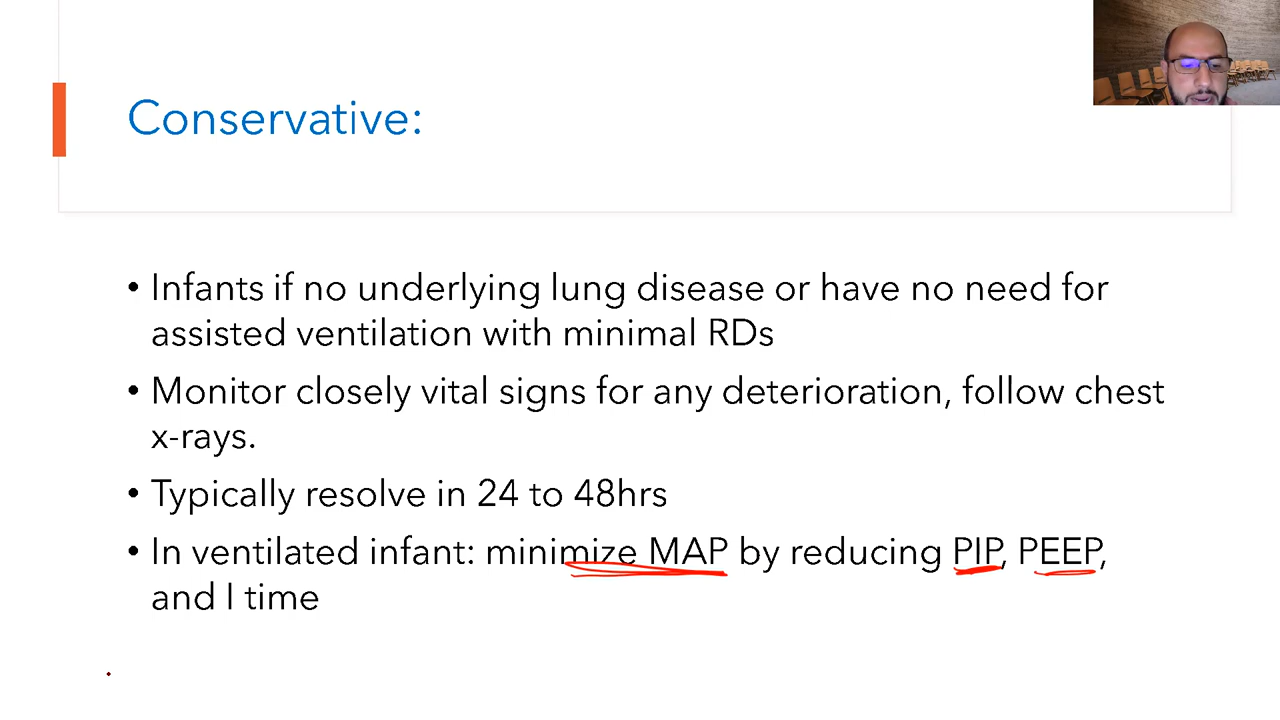 Conservative:
• Infants if no underlying lung disease or have no need for
assisted ventilation with minimal RDs
• Monitor closely vital signs for any deterioration, follow chest
x-rays.
• Typically resolve in 24 to 48hrs
• In ventilated infant: minimize MAP by reducing PIP, PEEP,
and I time